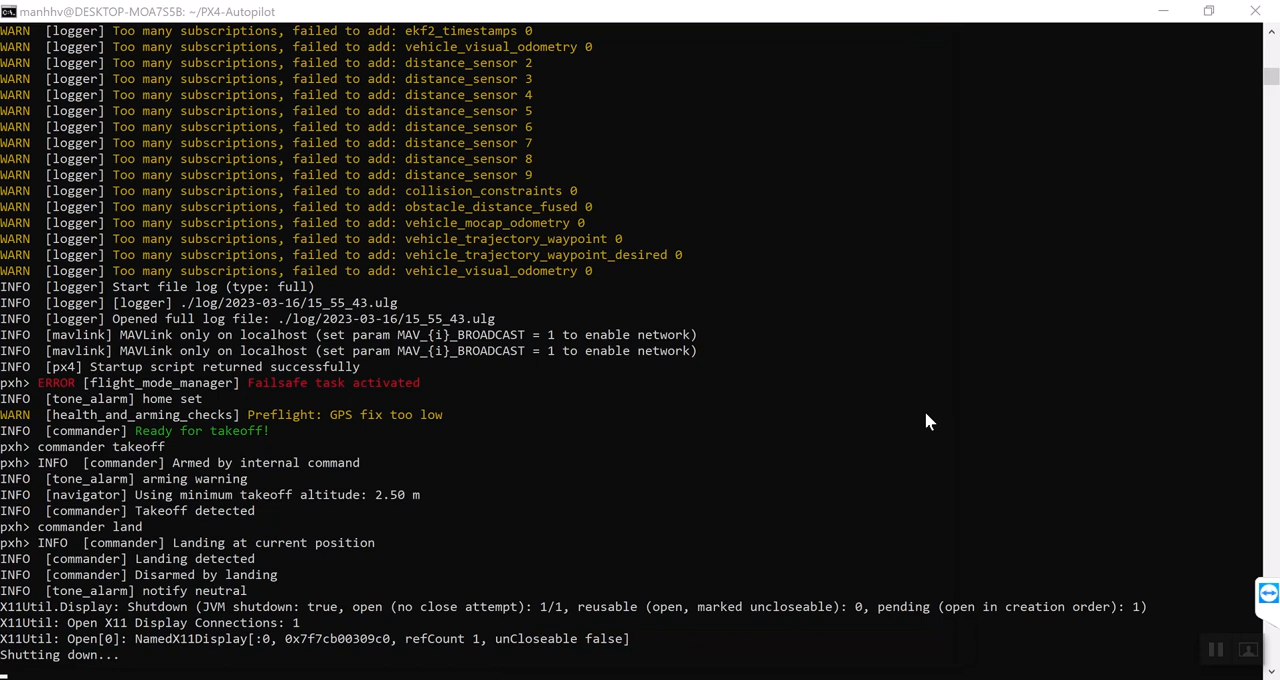 manhhv@DESKTOP-MOA7S5B: ~/PX4-Autopilot
WARN  [logger] Too many subscriptions, failed to add: ekf2_timestamps 0
WARN  [logger] Too many subscriptions, failed to add: vehicle_visual_odometry 0
WARN  [logger] Too many subscriptions, failed to add: distance_sensor 2
WARN  [logger] Too many subscriptions, failed to add: distance_sensor 3
WARN  [logger] Too many subscriptions, failed to add: distance_sensor 4
WARN  [logger] Too many subscriptions, failed to add: distance_sensor 5
WARN  [logger] Too many subscriptions, failed to add: distance_sensor 6
WARN  [logger] Too many subscriptions, failed to add: distance_sensor 7
WARN  [logger] Too many subscriptions, failed to add: distance_sensor 8
WARN  [logger] Too many subscriptions, failed to add: distance_sensor 9
WARN  [logger] Too many subscriptions, failed to add: collision_constraints 0
WARN  [logger] Too many subscriptions, failed to add: obstacle_distance_fused 0
WARN  [logger] Too many subscriptions, failed to add: vehicle_mocap_odometry 0
WARN  [logger] Too many subscriptions, failed to add: vehicle_trajectory_waypoint 0
WARN  [logger] Too many subscriptions, failed to add: vehicle_trajectory_waypoint_desired 0
WARN  [logger] Too many subscriptions, failed to add: vehicle_visual_odometry 0
INFO  [logger] Start file log (type: full)
INFO  [logger] [logger] ./log/2023-03-16/15_55_43.ulg
INFO  [logger] Opened full log file: ./log/2023-03-16/15_55_43.ulg
INFO  [mavlink] MAVLink only on localhost (set param MAV_{i}_BROADCAST = 1 to enable network)
INFO  [mavlink] MAVLink only on localhost (set param MAV_{i}_BROADCAST = 1 to enable network)
INFO  [px4] Startup script returned successfully
pxh> ERROR [flight_mode_manager] Failsafe task activated
INFO  [tone_alarm] home set
WARN  [health_and_arming_checks] Preflight: GPS fix too low
INFO  [commander] Ready for takeoff!
pxh> commander takeoff
pxh> INFO  [commander] Armed by internal command
INFO  [tone_alarm] arming warning
INFO  [navigator] Using minimum takeoff altitude: 2.50 m
INFO  [commander] Takeoff detected
pxh> commander land
pxh> INFO  [commander] Landing at current position
INFO  [commander] Landing detected
INFO  [commander] Disarmed by landing
INFO  [tone_alarm] notify neutral
X11Util.Display: Shutdown (JVM shutdown: true, open (no close attempt): 1/1, reusable (open, marked uncloseable): 0, pending (open in creation order): 1)
X11Util: Open X11 Display Connections: 1
X11Util: Open[0]: NamedX11Display[:0, 0x7f7cb00309c0, refCount 1, unCloseable false]
Shutting down...